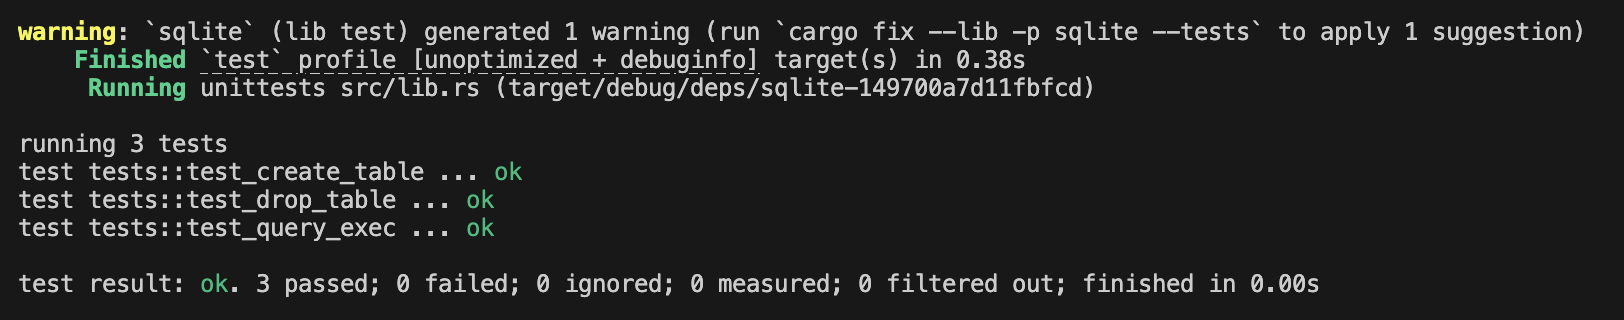 warning: `sqlite` (lib test) generated 1 warning (run `cargo fix --lib -p sqlite --tests` to apply 1 suggestion)
Finished `test` profile [unoptimized + debuginfo] target(s) in 0.38s
Running unittests src/lib.rs (target/debug/deps/sqlite-149700a7d11fbfcd)
running 3 tests
test tests::test_create_table ... ok
test tests::test_drop_table ... ok
test tests::test_query_exec ... ok
test result: ok. 3 passed; 0 failed; 0 ignored; 0 measured; 0 filtered out; finished in 0.00s